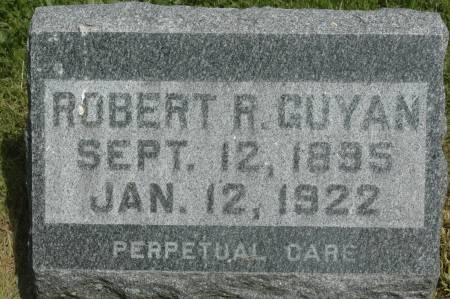 ROBERT R. GUYAN
SEPT. 12, 1895
JAN. 12, 1922
PERPETUAL CARE